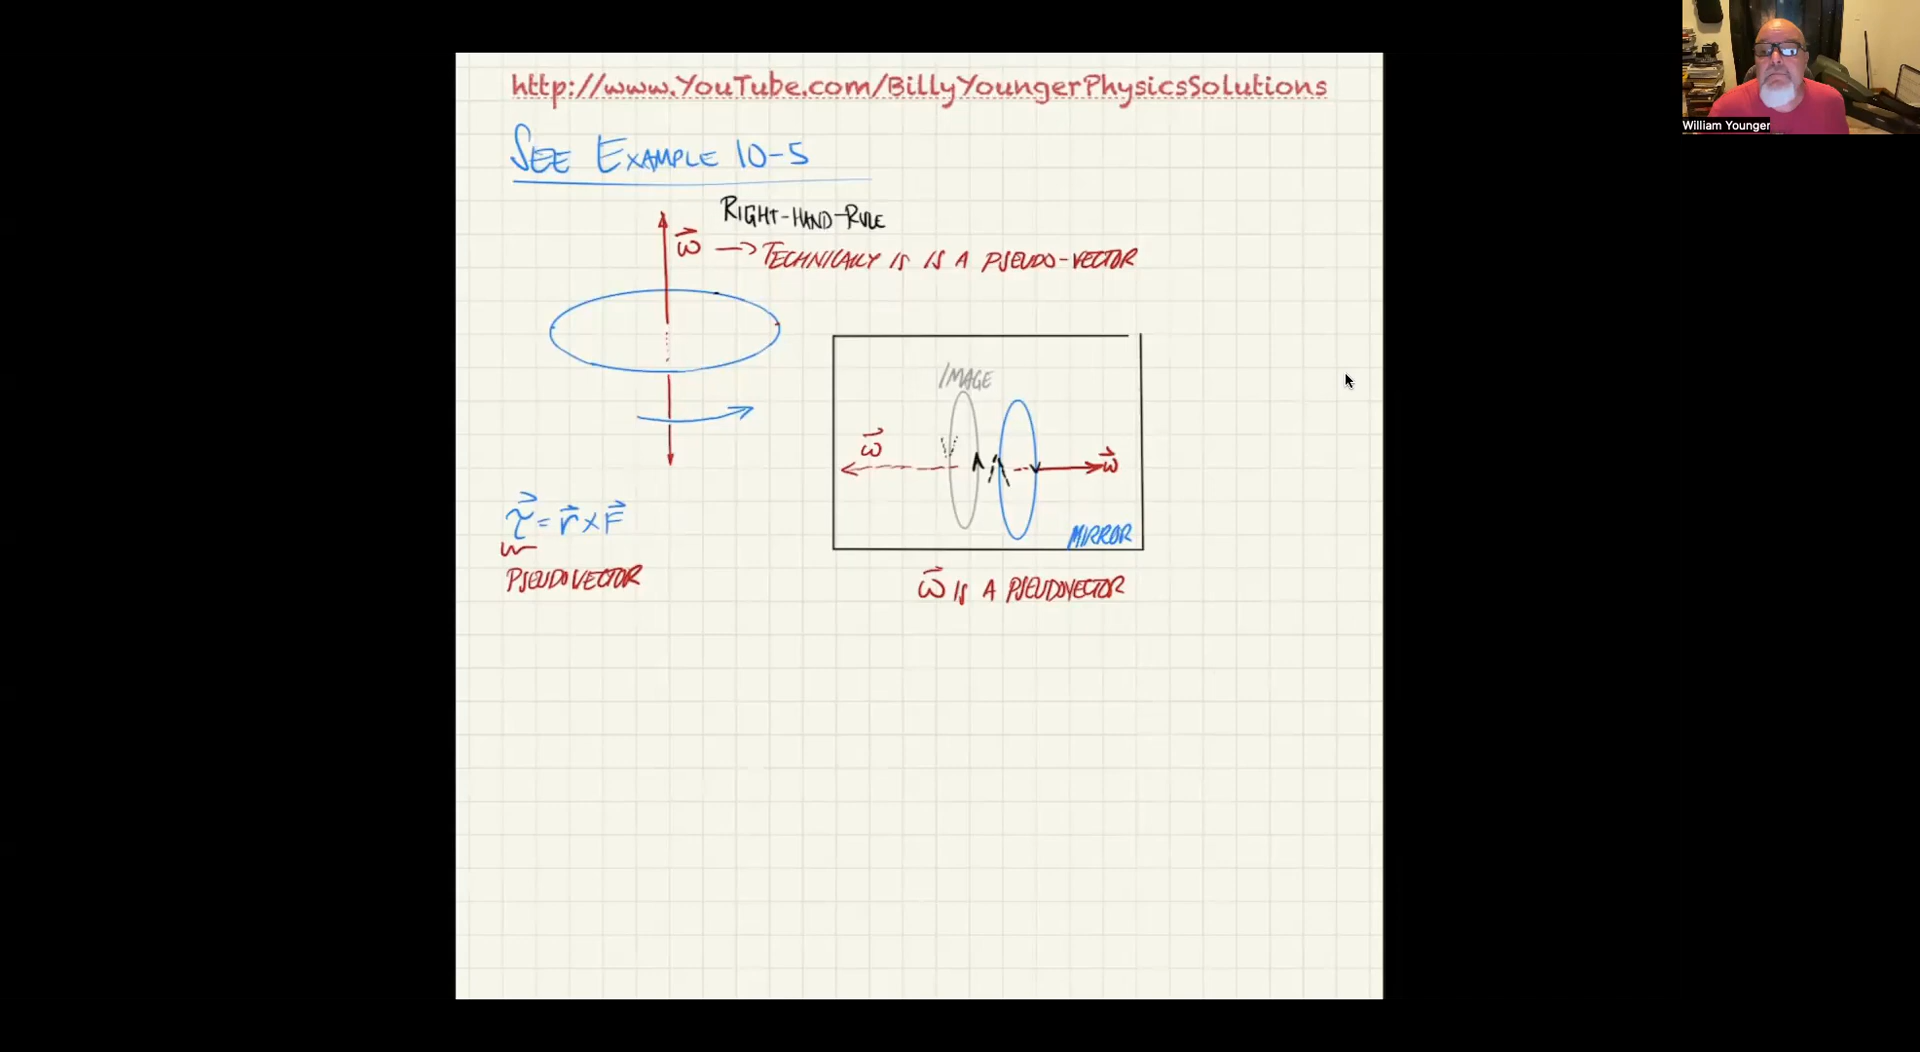 http://www.YouTube.com/BillyYoungerPhysicsSolutions
SEE EXAMPLE 10-5
RIGHT-HAND-RULE
ω⃗ → TECHNICALLY IS IS A PSEUDO-VECTOR
IMAGE
ω⃗
ω⃗
MIRROR
τ⃗ = r⃗ × F⃗
PSEUDOVECTOR
ω⃗ IS A PSEUDOVECTOR
William Younger